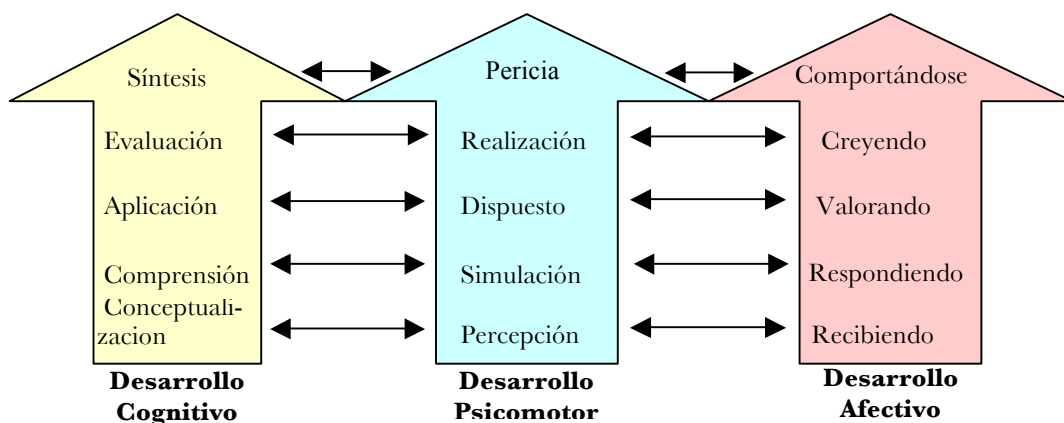 Síntesis
Pericia
Comportándose
Evaluación
Realización
Creyendo
Aplicación
Dispuesto
Valorando
Comprensión
Simulación
Respondiendo
Conceptuali-
zacion
Percepción
Recibiendo
Desarrollo
Cognitivo
Desarrollo
Psicomotor
Desarrollo
Afectivo